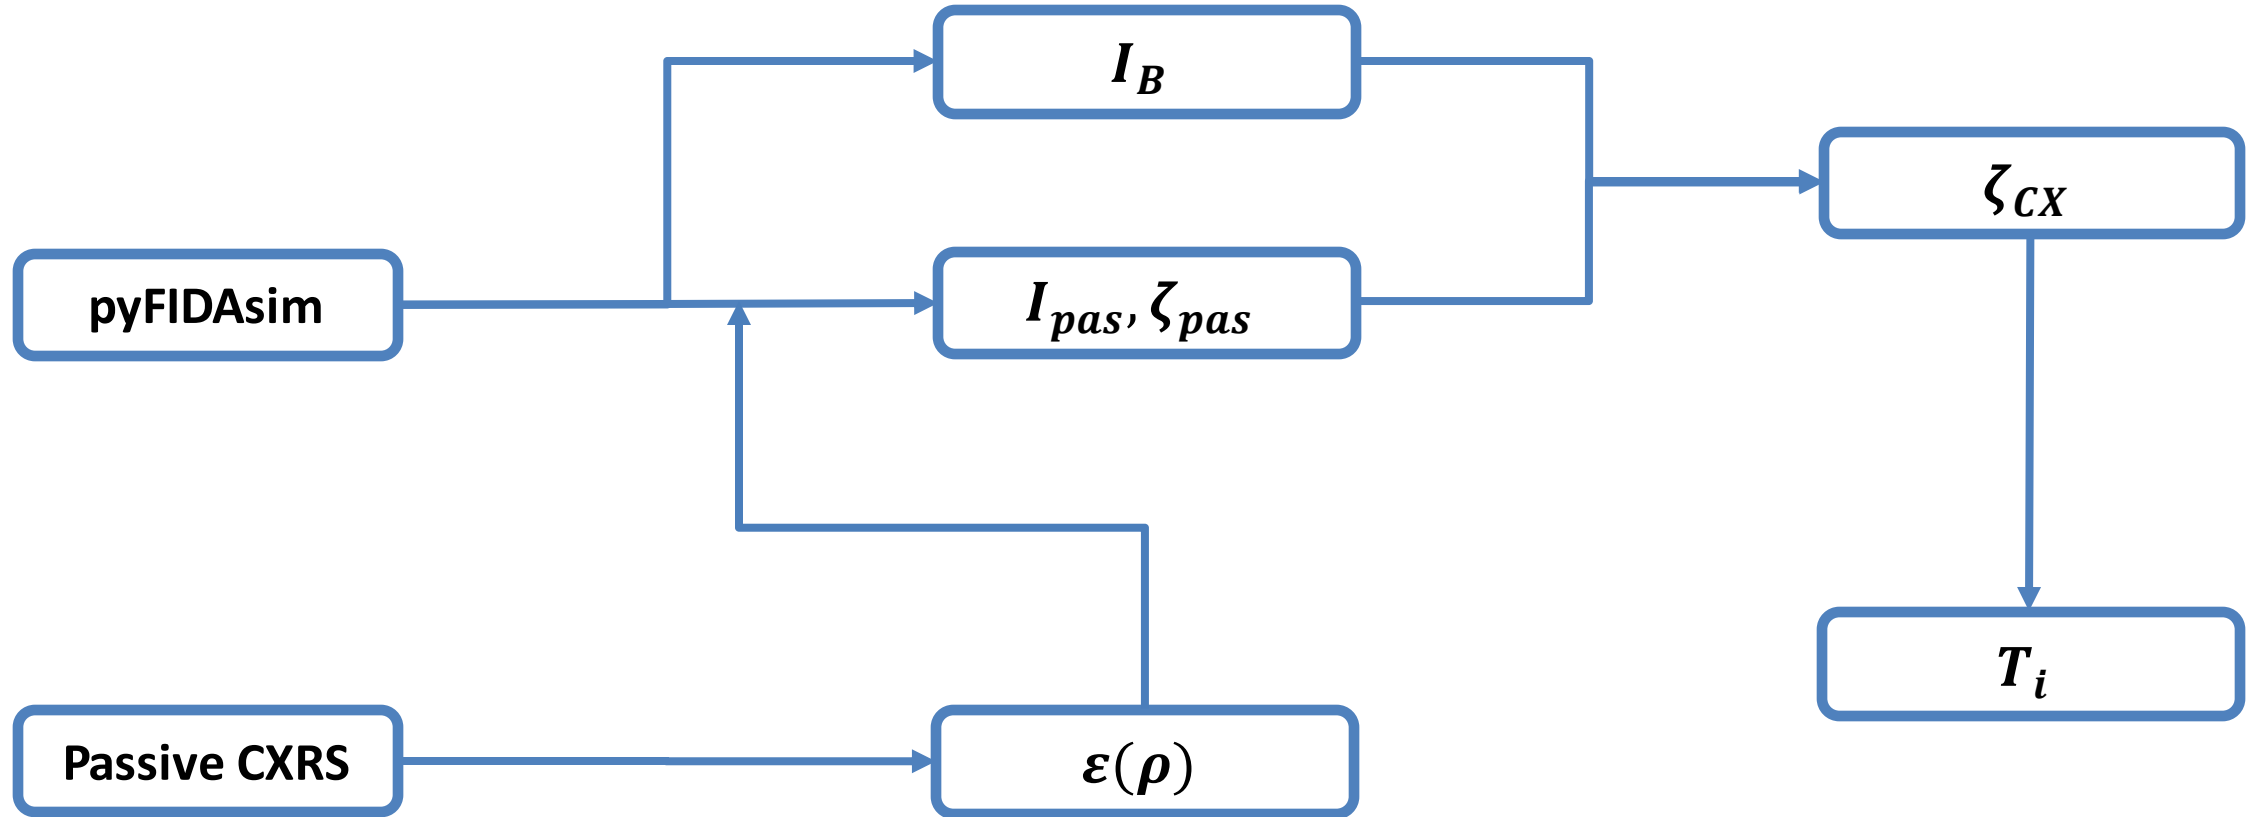 I_B
ζ_CX
pyFIDAsim
I_pas, ζ_pas
T_i
Passive CXRS
ε(ρ)